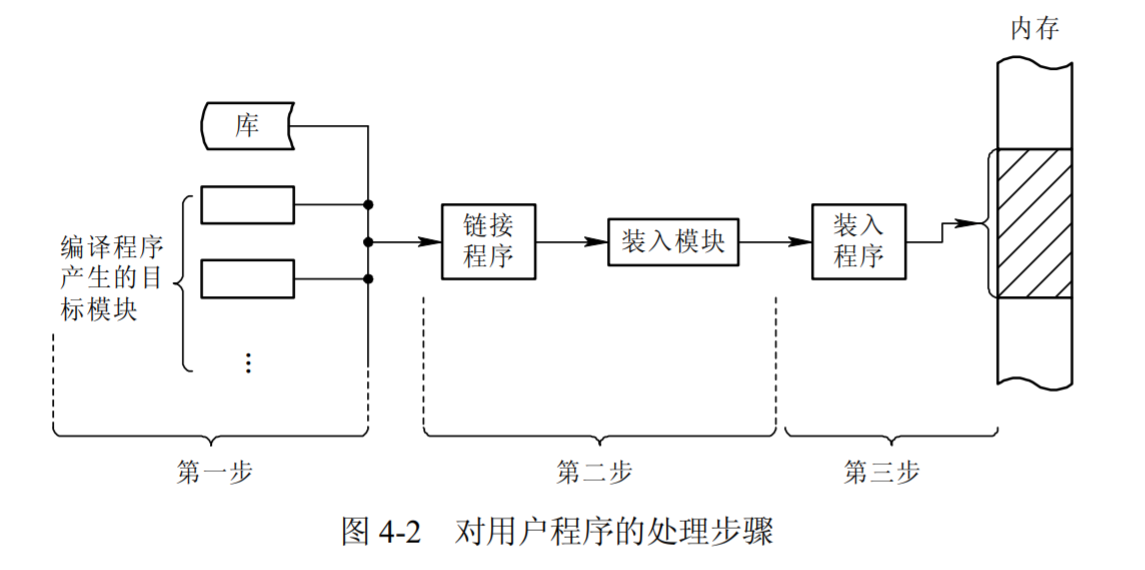 内存
库
编译程序
产生的目
标模块
⋮
链接
程序
装入模块
装入
程序
第一步
第二步
第三步
图 4-2 对用户程序的处理步骤